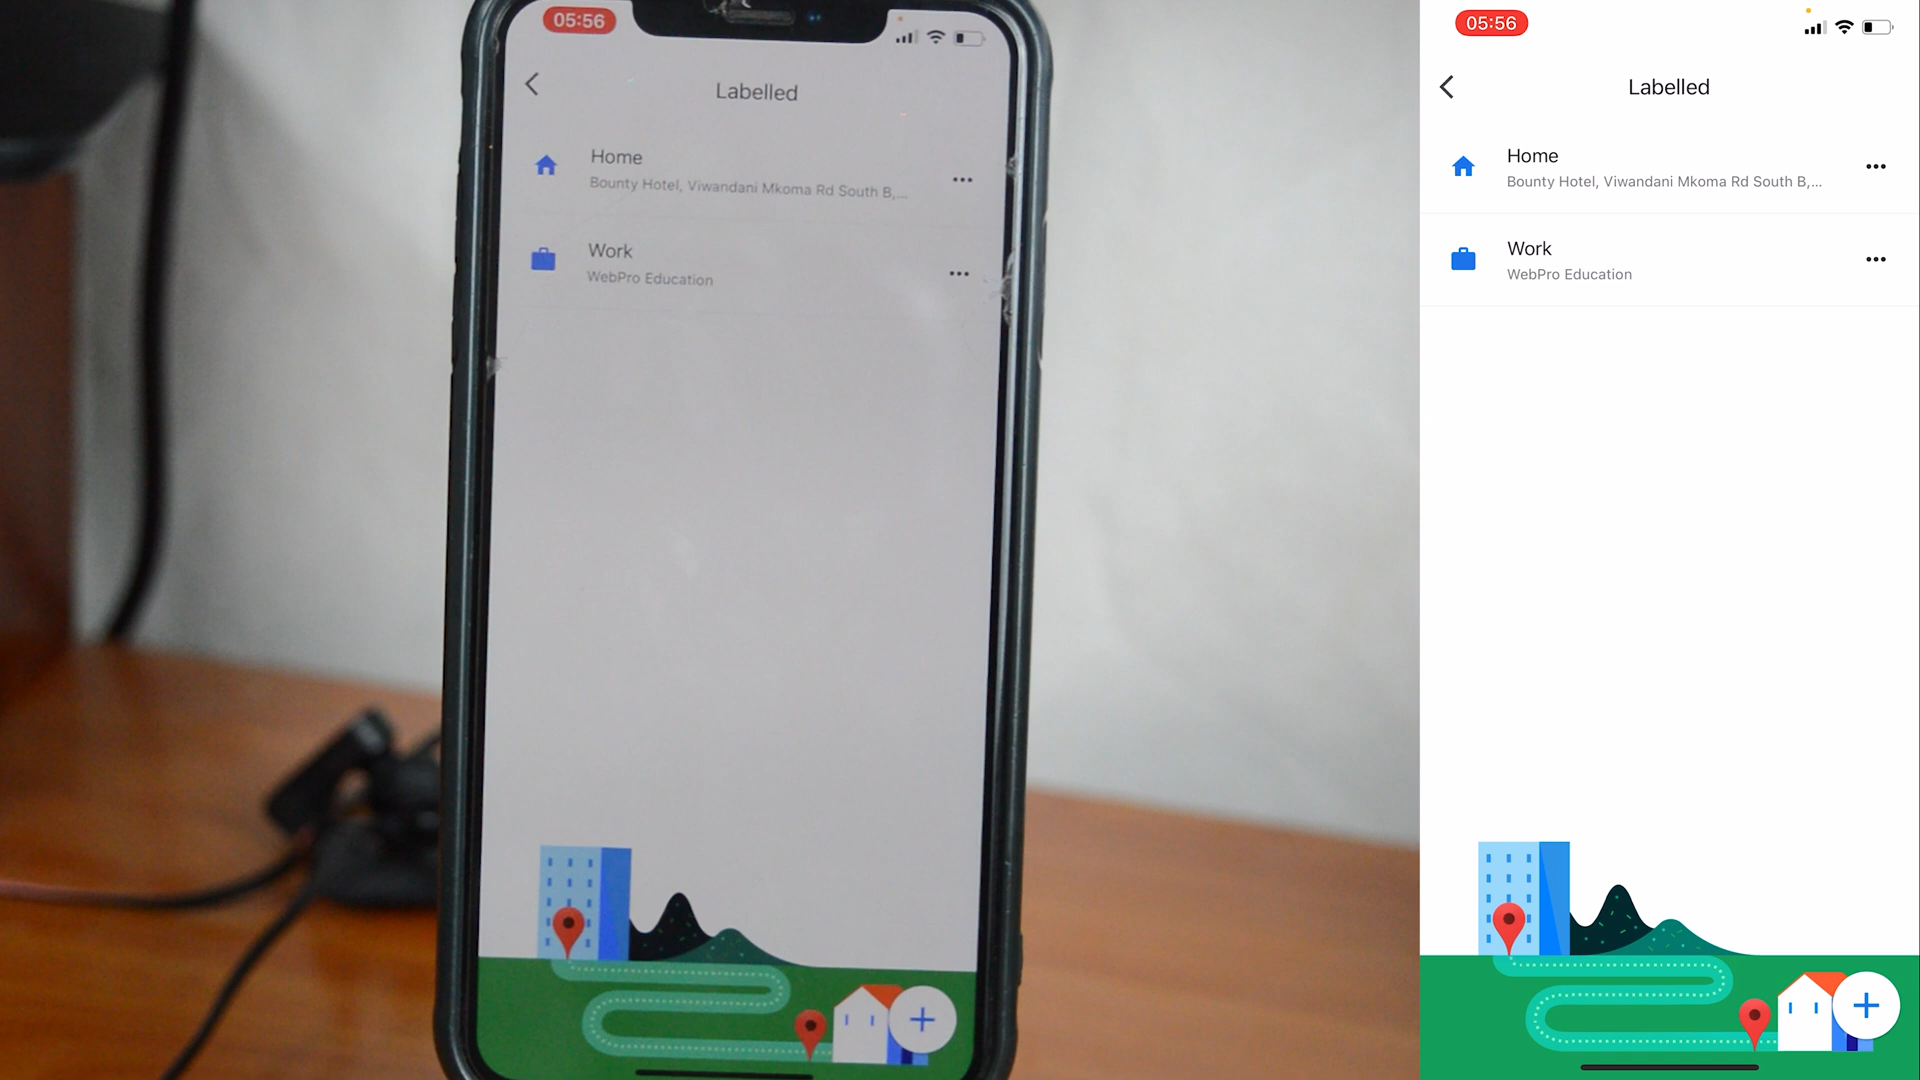 05:56
Labelled
Home
Bounty Hotel, Viwandani Mkoma Rd South B,...
Work
WebPro Education
05:56
Labelled
Home
Bounty Hotel, Viwandani Mkoma Rd South B,...
Work
WebPro Education